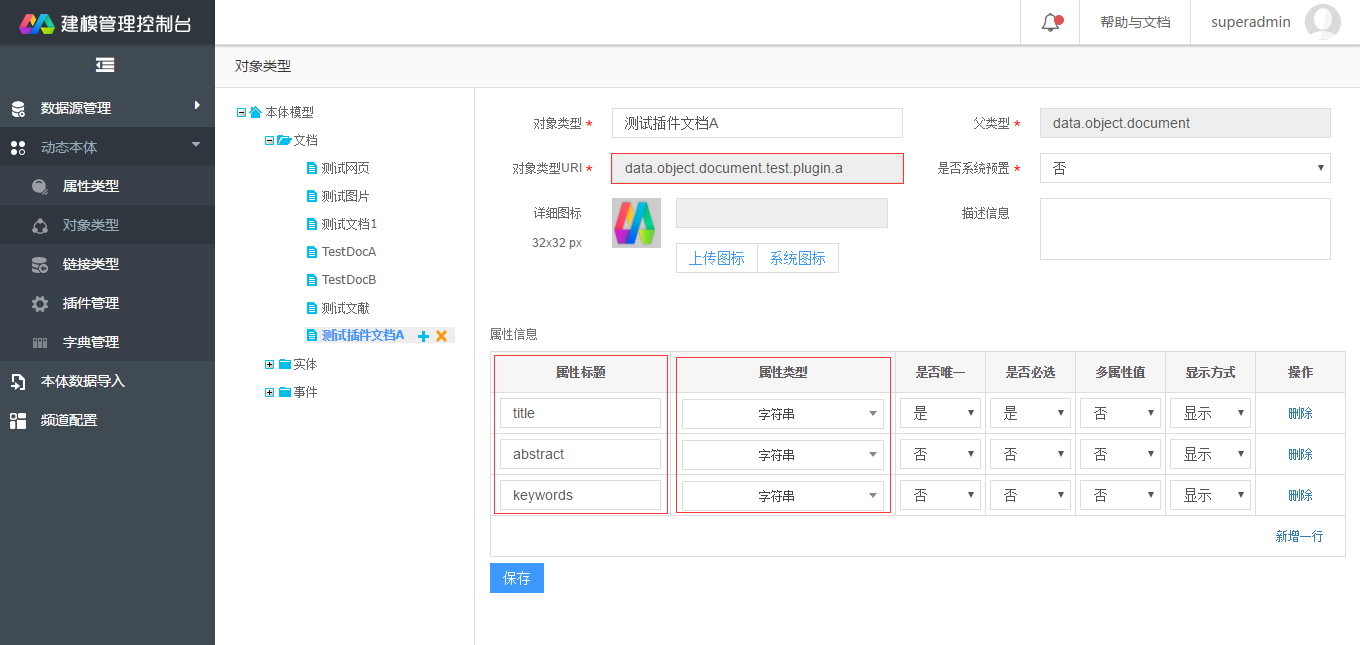 建模管理控制台
帮助与文档
superadmin
数据源管理
动态本体
属性类型
对象类型
链接类型
插件管理
字典管理
本体数据导入
频道配置
对象类型
本体模型
文档
测试网页
测试图片
测试文档1
TestDocA
TestDocB
测试文献
测试插件文档A
实体
事件
对象类型 * 测试插件文档A 父类型 * data.object.document
对象类型URI * data.object.document.test.plugin.a 是否系统预置 * 否
详细图标 描述信息
32x32 px
上传图标 系统图标
属性信息
属性标题 属性类型 是否唯一 是否必选 多属性值 显示方式 操作
title 字符串 是 是 否 显示 删除
abstract 字符串 否 否 否 显示 删除
keywords 字符串 否 否 否 显示 删除
新增一行
保存